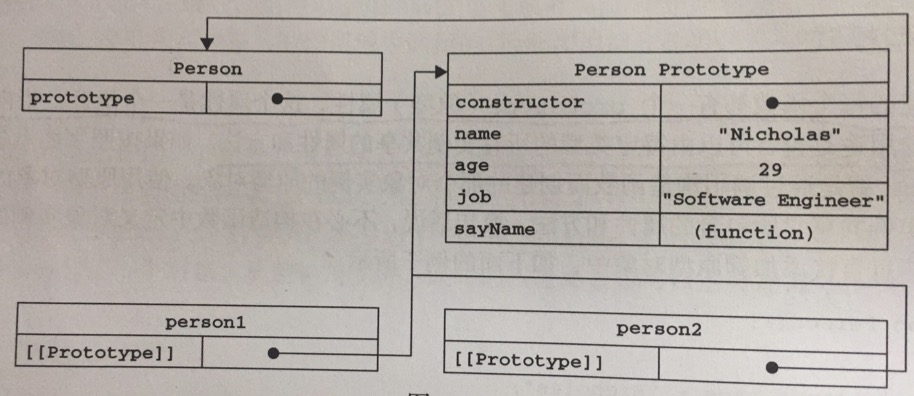 Person
prototype
Person Prototype
constructor
name "Nicholas"
age 29
job "Software Engineer"
sayName (function)
person1
[[Prototype]]
person2
[[Prototype]]